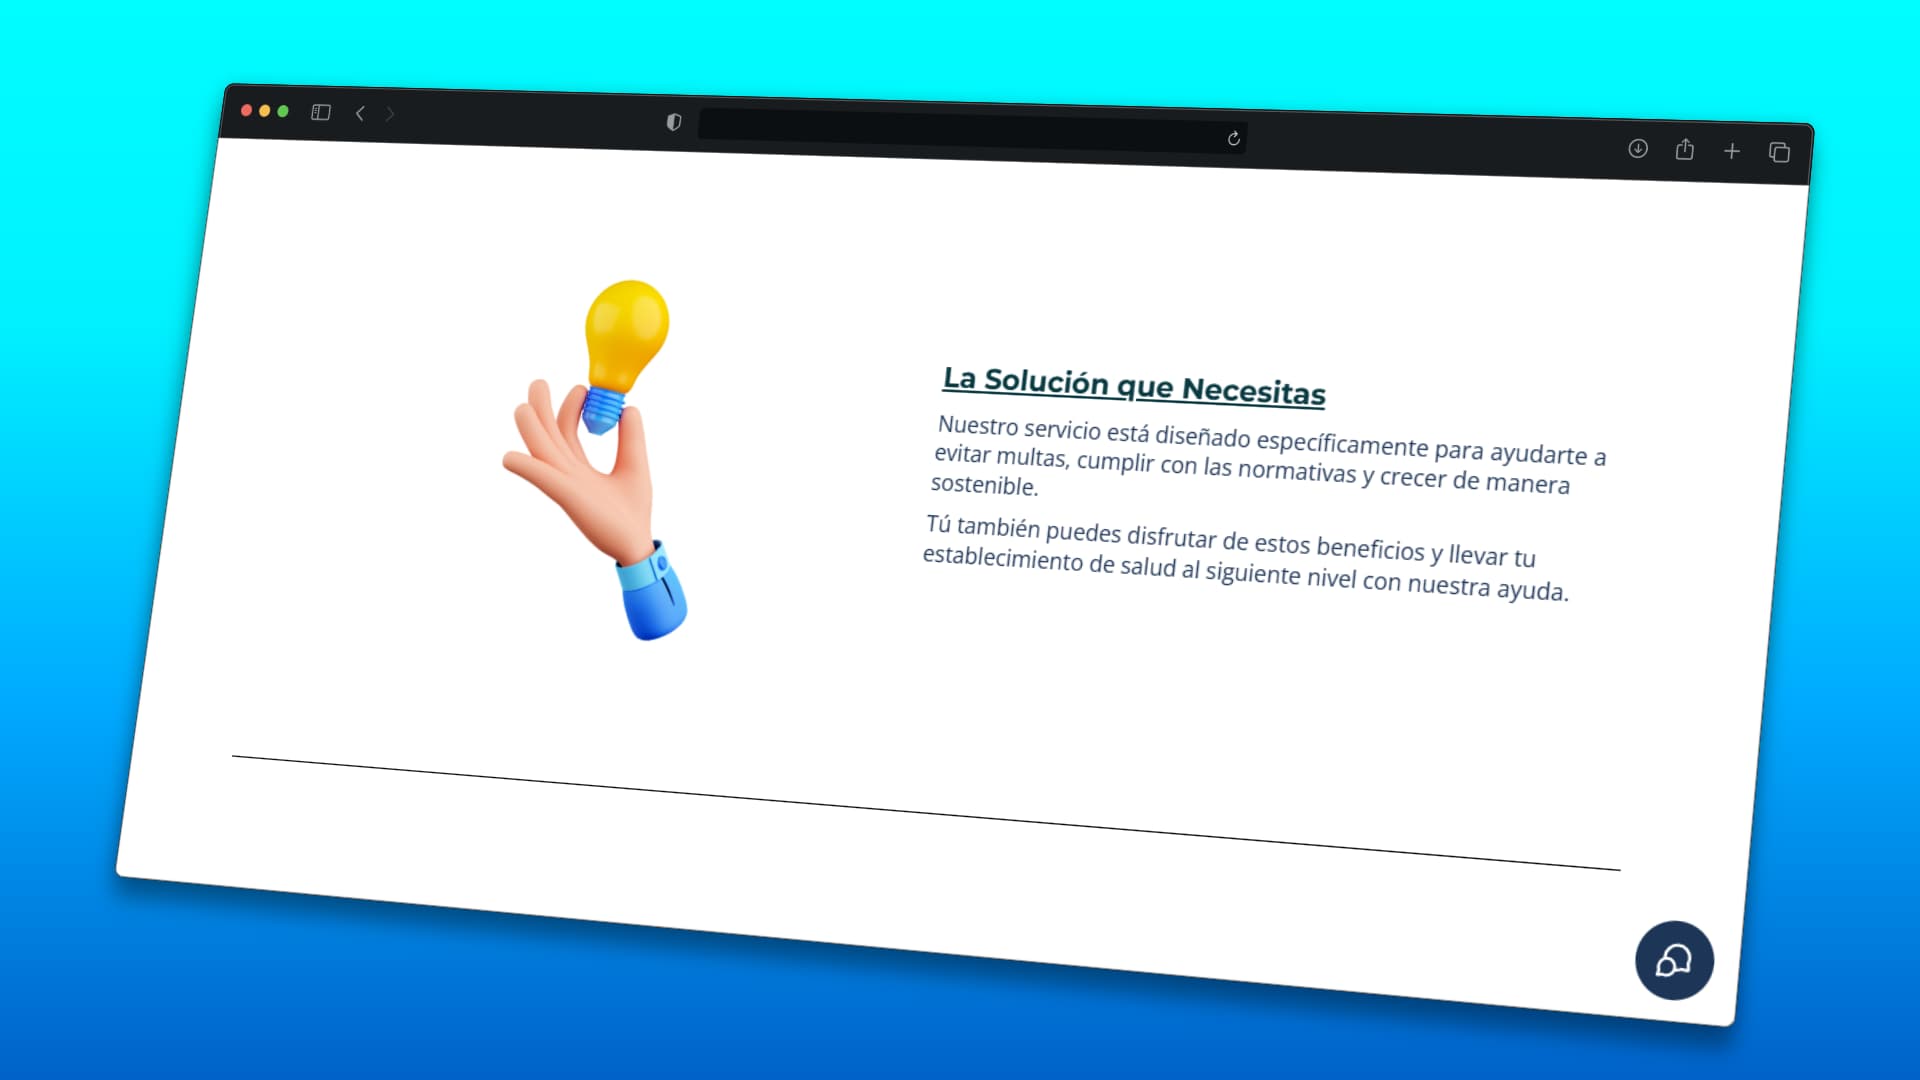 La Solución que Necesitas
Nuestro servicio está diseñado específicamente para ayudarte a
evitar multas, cumplir con las normativas y crecer de manera
sostenible.
Tú también puedes disfrutar de estos beneficios y llevar tu
establecimiento de salud al siguiente nivel con nuestra ayuda.